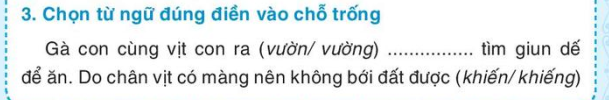 3. Chọn từ ngữ đúng điền vào chỗ trống
Gà con cùng vịt con ra (vườn/ vường) ................ tìm giun dế
để ăn. Do chân vịt có màng nên không bới đất được (khiến/ khiếng)